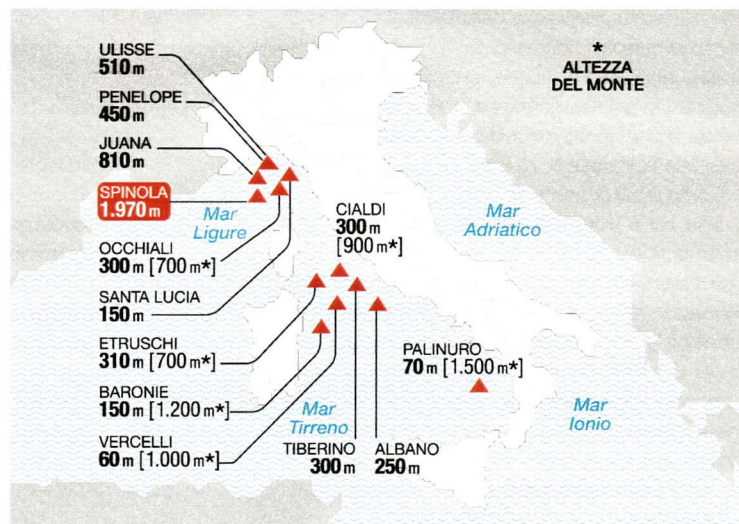 ULISSE
510 m
PENELOPE
450 m
JUANA
810 m
SPINOLA
1.970 m
OCCHIALI
300 m [700 m*]
SANTA LUCIA
150 m
ETRUSCHI
310 m [700 m*]
BARONIE
150 m [1.200 m*]
VERCELLI
60 m [1.000 m*]
*
ALTEZZA
DEL MONTE
Mar
Ligure
CIALDI
300 m
[900 m*]
Mar
Adriatico
PALINURO
70 m [1.500 m*]
Mar
Tirreno
TIBERINO
300 m
ALBANO
250 m
Mar
Ionio